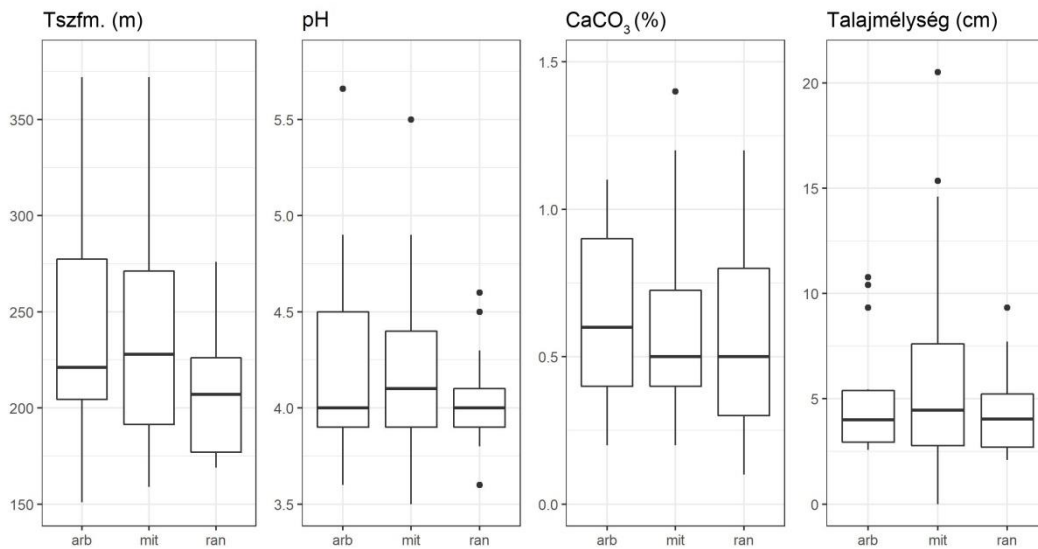 Tszfm. (m)
350
300
250
200
150
arb mit ran
pH
5.5
5.0
4.5
4.0
3.5
arb mit ran
CaCO₃ (%)
1.5
1.0
0.5
0.0
arb mit ran
Talajmélység (cm)
20
15
10
5
0
arb mit ran